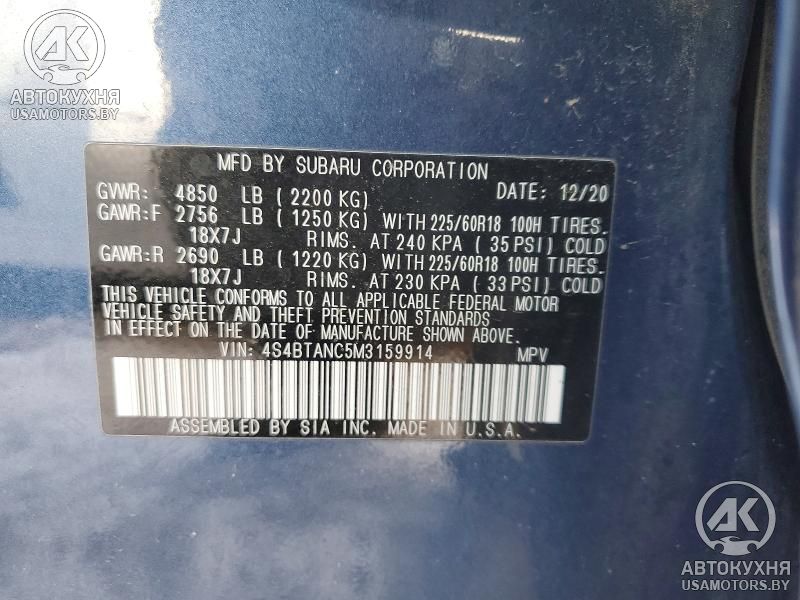 AK
АВТОКУХНЯ
USAMOTORS.BY
MFD BY SUBARU CORPORATION
GVWR: 4850 LB ( 2200 KG) DATE: 12/20
GAWR:F 2756 LB ( 1250 KG) WITH 225/60R18 100H TIRES.
18X7J RIMS. AT 240 KPA ( 35 PSI) COLD
GAWR:R 2690 LB ( 1220 KG) WITH 225/60R18 100H TIRES.
18X7J RIMS. AT 230 KPA ( 33 PSI) COLD
THIS VEHICLE CONFORMS TO ALL APPLICABLE FEDERAL MOTOR
VEHICLE SAFETY AND THEFT PREVENTION STANDARDS
IN EFFECT ON THE DATE OF MANUFACTURE SHOWN ABOVE.
VIN: 4S4BTANC5M3159914 MPV
ASSEMBLED BY SIA INC. MADE IN U.S.A.
AK
АВТОКУХНЯ
USAMOTORS.BY